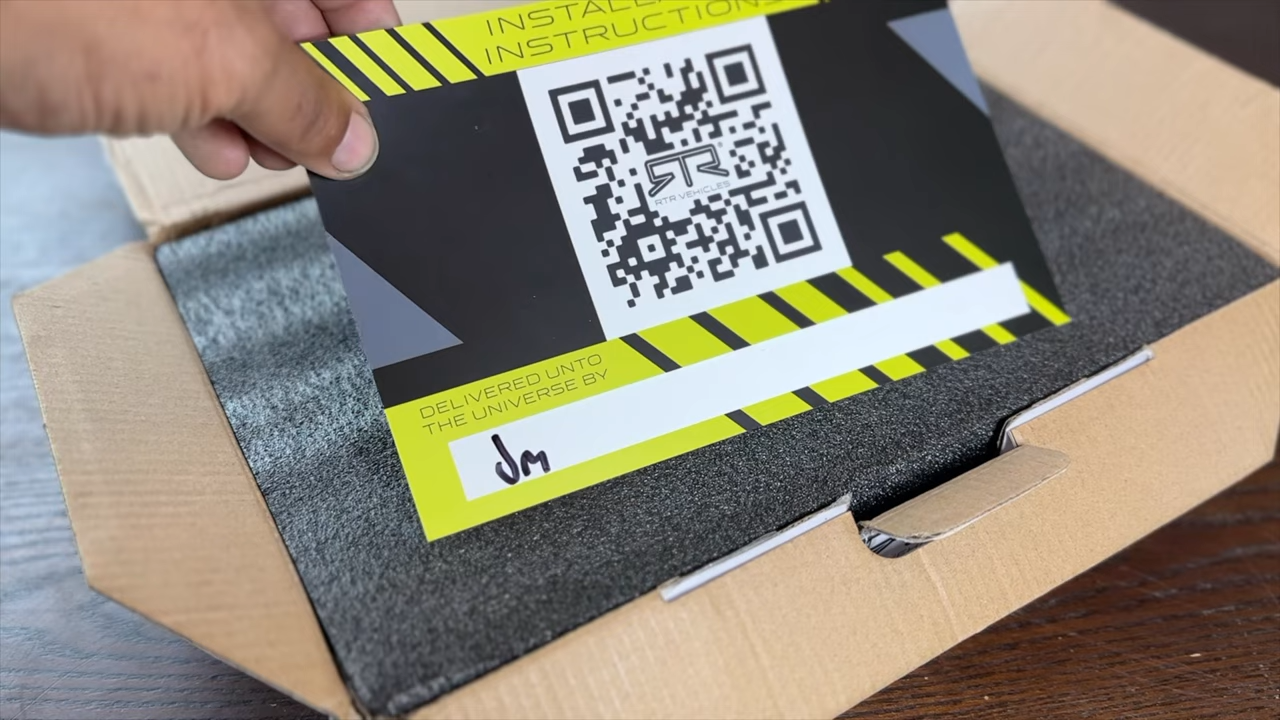 INSTALLATION
INSTRUCTIONS
RTR
RTR VEHICLES
DELIVERED UNTO
THE UNIVERSE BY
Jm